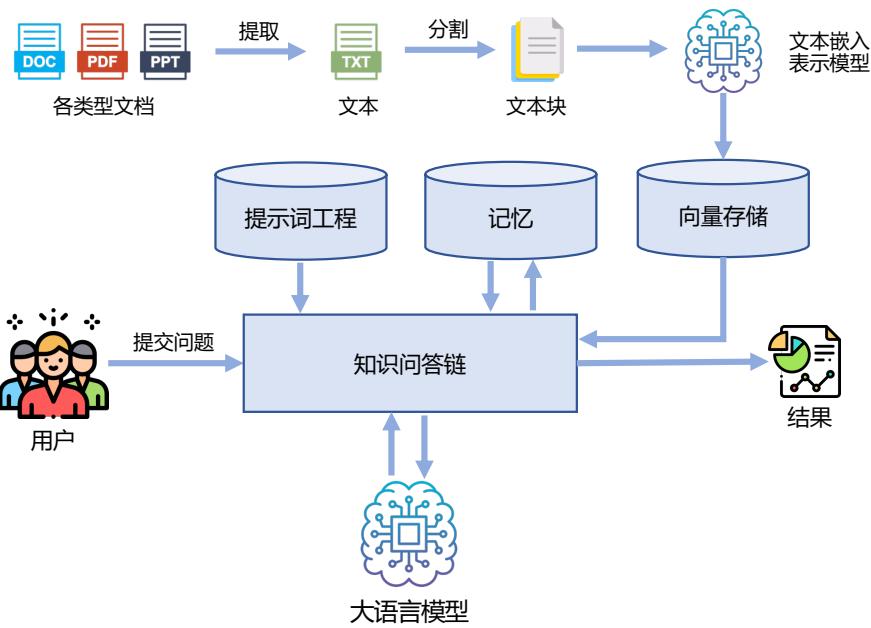 DOC
PDF
PPT
提取
TXT
分割
文本嵌入
表示模型
各类型文档
文本
文本块
提示词工程
记忆
向量存储
提交问题
知识问答链
用户
结果
大语言模型